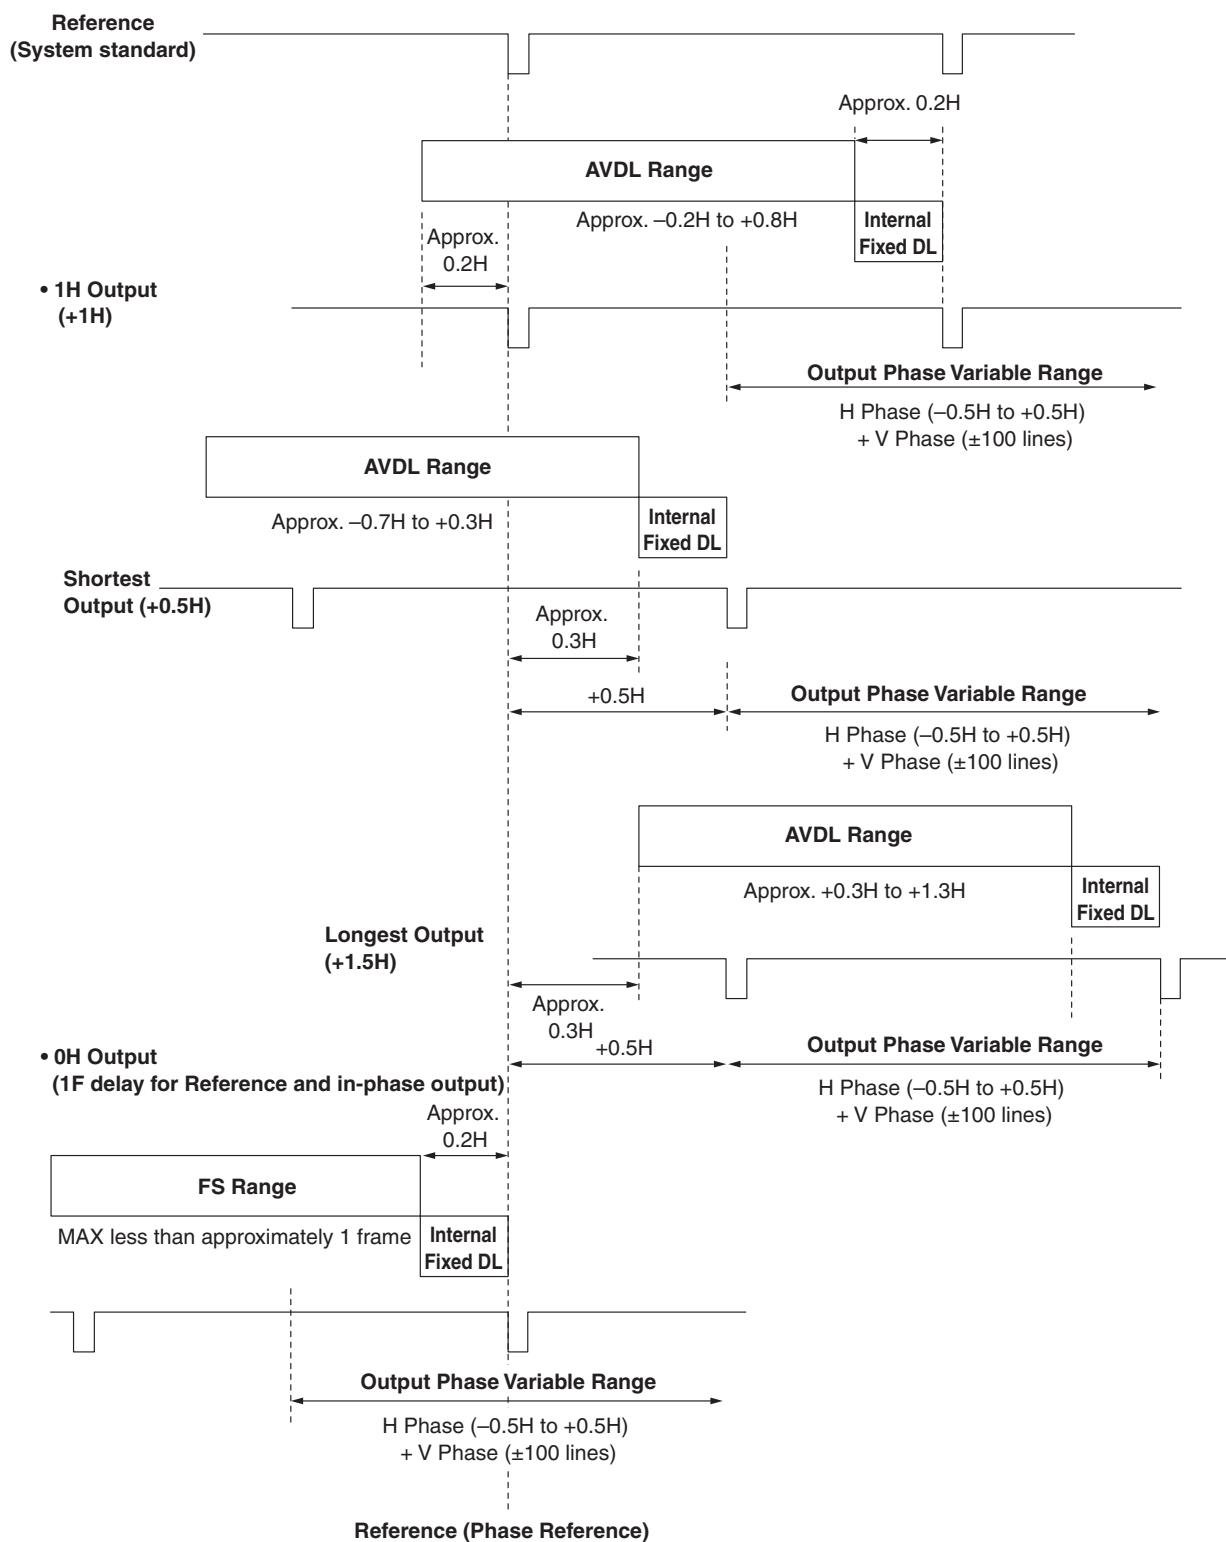 Reference
(System standard)
Approx. 0.2H
AVDL Range
Approx. –0.2H to +0.8H
Internal
Fixed DL
Approx.
0.2H
• 1H Output
(+1H)
Output Phase Variable Range
H Phase (–0.5H to +0.5H)
+ V Phase (±100 lines)
AVDL Range
Approx. –0.7H to +0.3H
Internal
Fixed DL
Shortest
Output (+0.5H)
Approx.
0.3H
+0.5H
Output Phase Variable Range
H Phase (–0.5H to +0.5H)
+ V Phase (±100 lines)
AVDL Range
Approx. +0.3H to +1.3H
Internal
Fixed DL
Longest Output
(+1.5H)
Approx.
0.3H
+0.5H
Output Phase Variable Range
H Phase (–0.5H to +0.5H)
+ V Phase (±100 lines)
• 0H Output
(1F delay for Reference and in-phase output)
Approx.
0.2H
FS Range
MAX less than approximately 1 frame
Internal
Fixed DL
Output Phase Variable Range
H Phase (–0.5H to +0.5H)
+ V Phase (±100 lines)
Reference (Phase Reference)